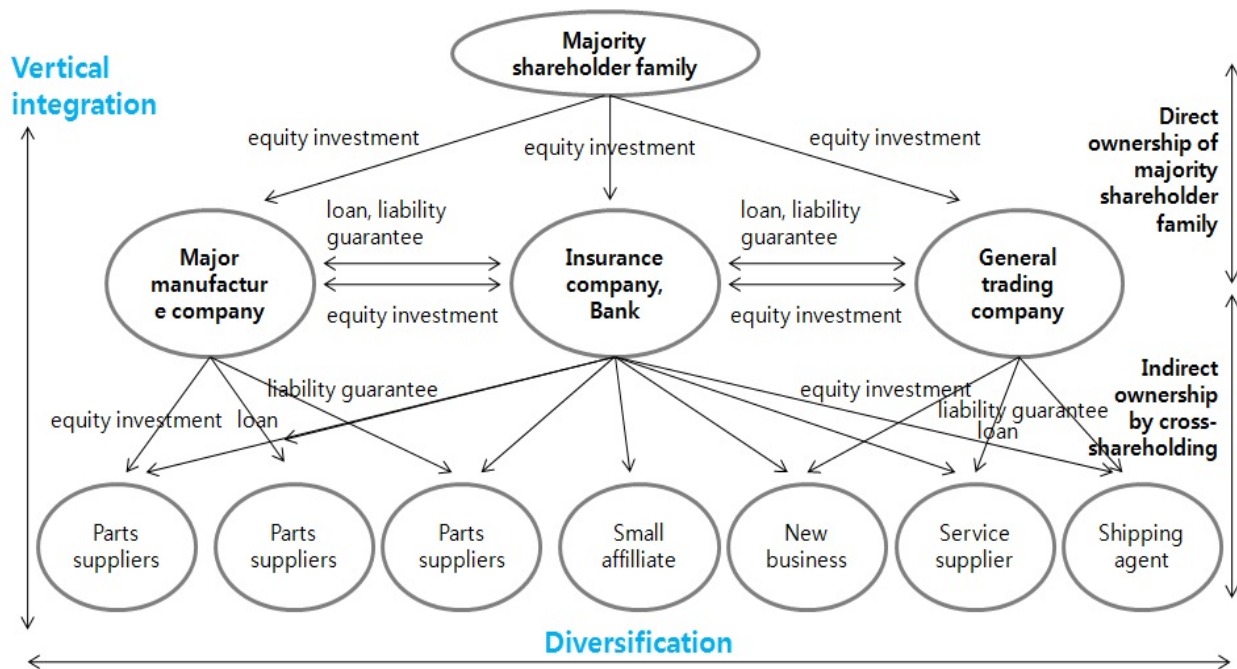 Majority
shareholder family
Vertical
integration
Direct
ownership of
majority
shareholder
family
equity investment
equity investment
equity investment
loan, liability
guarantee
loan, liability
guarantee
Major
manufactur
e company
Insurance
company,
Bank
General
trading
company
equity investment
equity investment
Indirect
ownership
by cross-
shareholding
liability guarantee
equity investment
equity investment
loan
liability guarantee
loan
Parts
suppliers
Parts
suppliers
Parts
suppliers
Small
affilliate
New
business
Service
supplier
Shipping
agent
Diversification